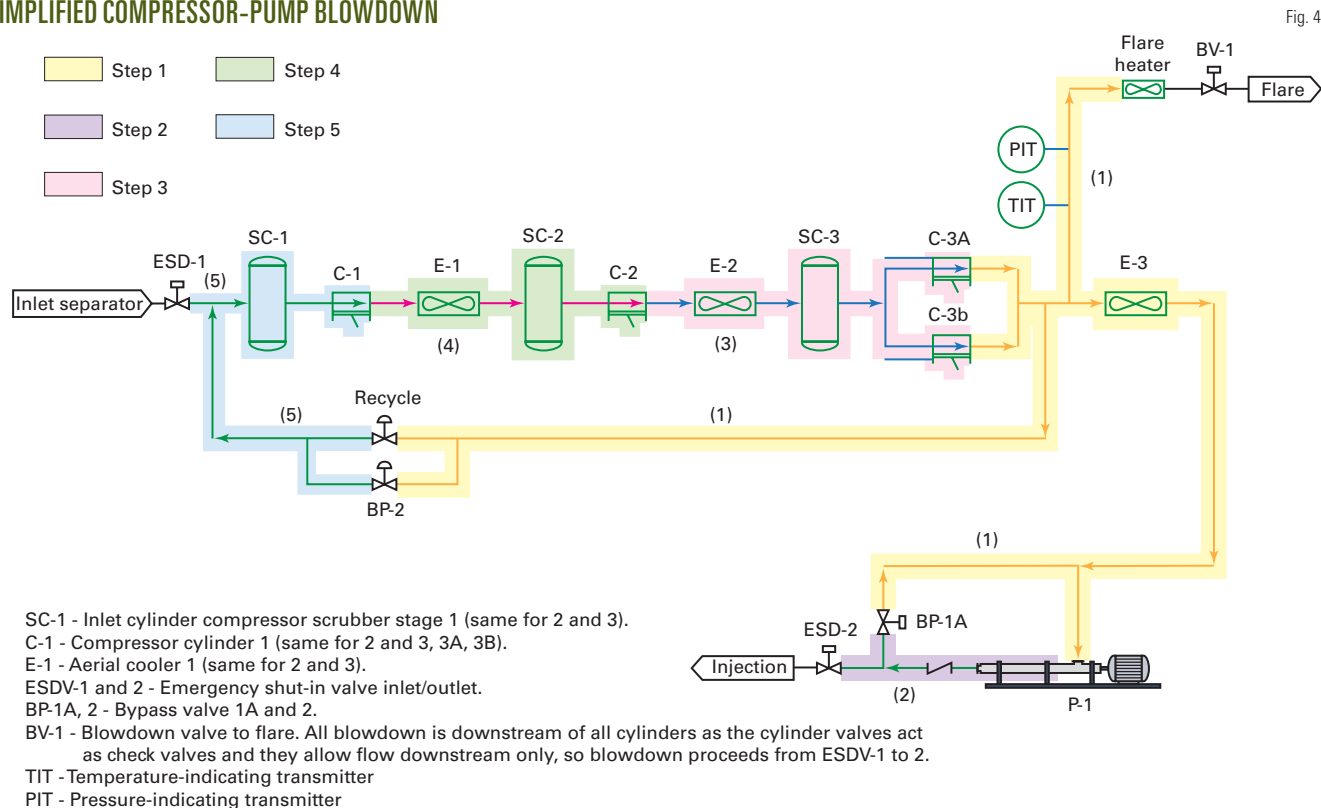 IMPLIFIED COMPRESSOR-PUMP BLOWDOWN
Fig. 4
Step 1
Step 4
Step 2
Step 5
Step 3
Flare
heater
BV-1
Flare
PIT
TIT
(1)
ESD-1
(5)
SC-1
C-1
E-1
SC-2
C-2
E-2
SC-3
C-3A
E-3
Inlet separator
(4)
(3)
C-3b
Recycle
(5)
(1)
BP-2
(1)
BP-1A
ESD-2
Injection
(2)
P-1
SC-1 - Inlet cylinder compressor scrubber stage 1 (same for 2 and 3).
C-1 - Compressor cylinder 1 (same for 2 and 3, 3A, 3B).
E-1 - Aerial cooler 1 (same for 2 and 3).
ESDV-1 and 2 - Emergency shut-in valve inlet/outlet.
BP-1A, 2 - Bypass valve 1A and 2.
BV-1 - Blowdown valve to flare. All blowdown is downstream of all cylinders as the cylinder valves act
as check valves and they allow flow downstream only, so blowdown proceeds from ESDV-1 to 2.
TIT - Temperature-indicating transmitter
PIT - Pressure-indicating transmitter